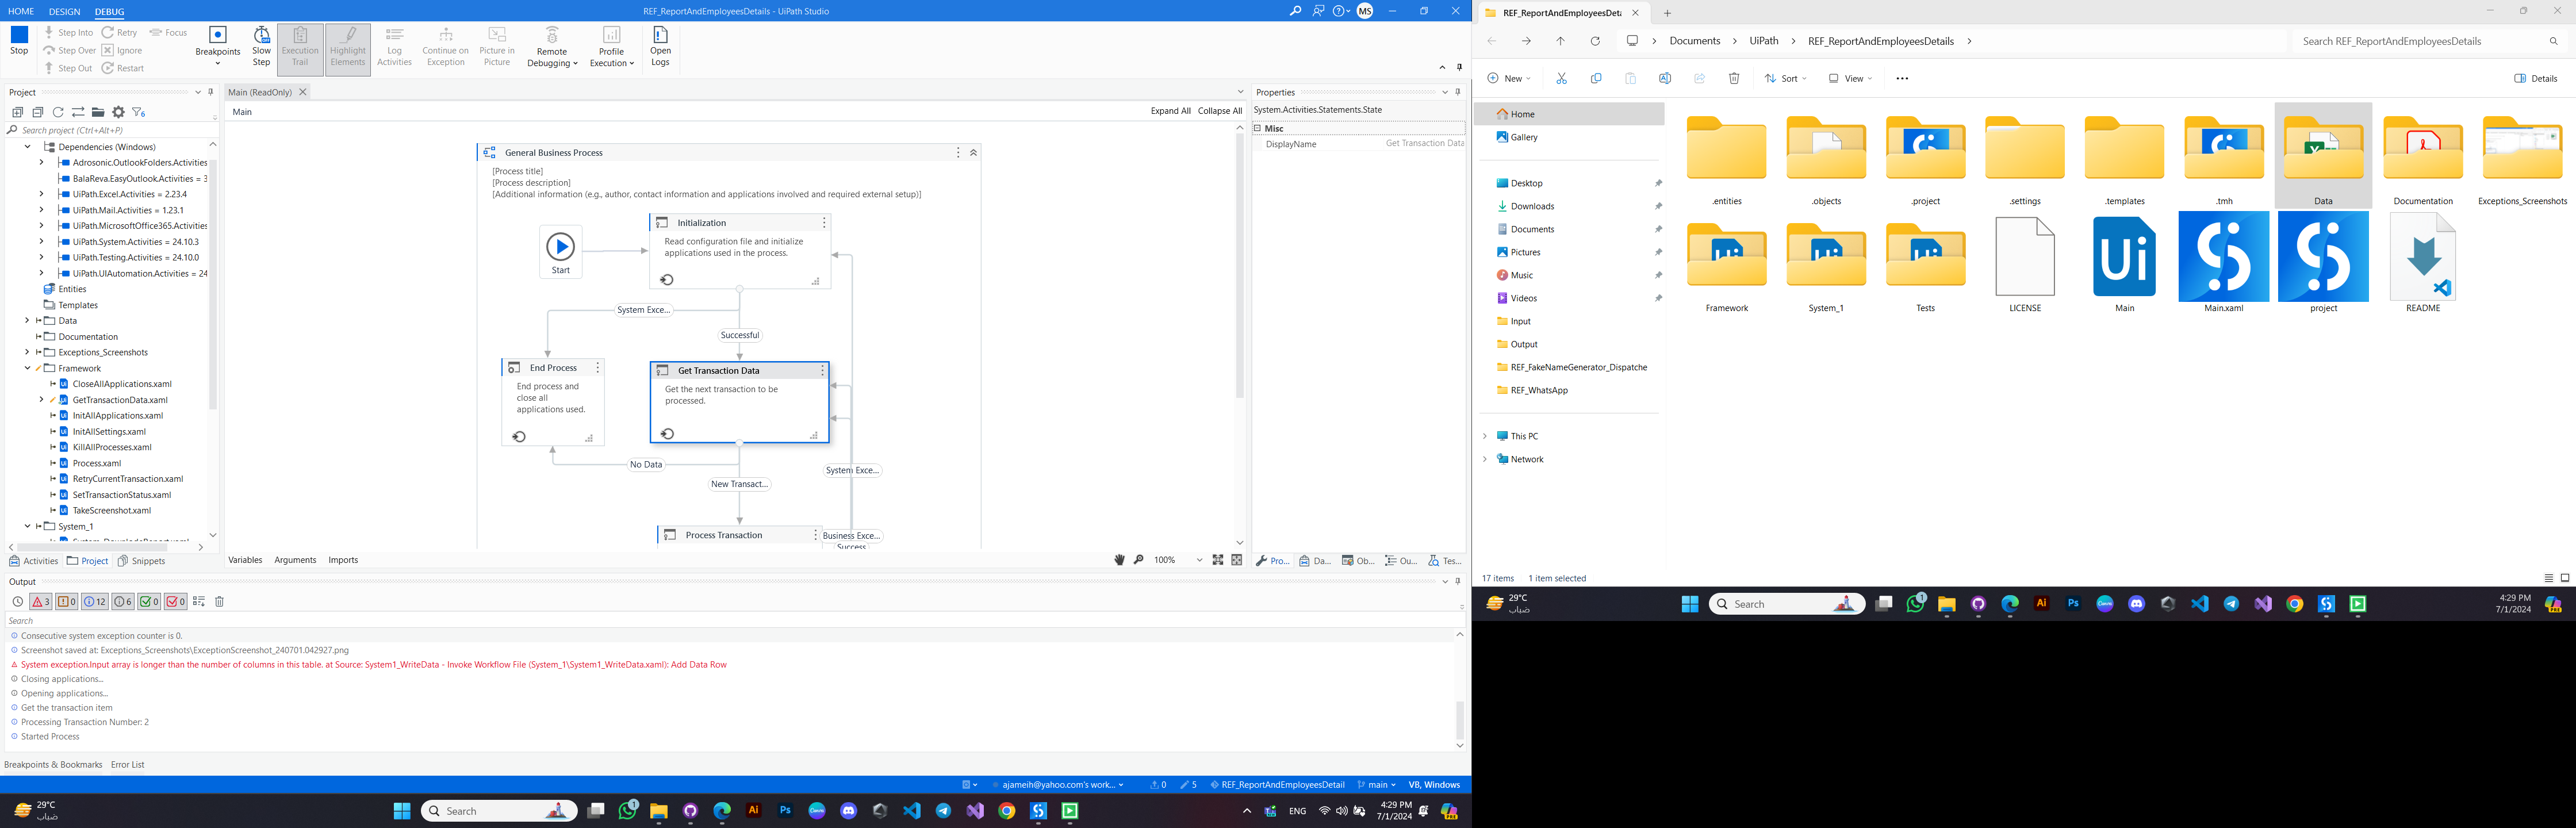 HOME DESIGN DEBUG
REF_ReportAndEmployeesDetails - UiPath Studio
MS
Stop
Step Into Retry Focus
Step Over Ignore
Step Out Restart
Breakpoints
Slow Step
Execution Trail
Highlight Elements
Log Activities
Continue on Exception
Picture in Picture
Remote Debugging
Profile Execution
Open Logs
Project
6
Search project (Ctrl+Alt+P)
Dependencies (Windows)
Adrosonic.OutlookFolders.Activities
BalaReva.EasyOutlook.Activities = 3
UiPath.Excel.Activities = 2.23.4
UiPath.Mail.Activities = 1.23.1
UiPath.MicrosoftOffice365.Activities
UiPath.System.Activities = 24.10.3
UiPath.Testing.Activities = 24.10.0
UiPath.UIAutomation.Activities = 24
Entities
Templates
Data
Documentation
Exceptions_Screenshots
Framework
CloseAllApplications.xaml
GetTransactionData.xaml
InitAllApplications.xaml
InitAllSettings.xaml
KillAllProcesses.xaml
Process.xaml
RetryCurrentTransaction.xaml
SetTransactionStatus.xaml
TakeScreenshot.xaml
System_1
Activities Project Snippets
Main (ReadOnly)
Main
Expand All Collapse All
General Business Process
[Process title]
[Process description]
[Additional information (e.g., author, contact information and applications involved and required external setup)]
Start
Initialization
Read configuration file and initialize
applications used in the process.
System Exce...
Successful
End Process
End process and
close all
applications used.
Get Transaction Data
Get the next transaction to be
processed.
No Data
System Exce...
New Transact...
Process Transaction
Business Exce...
Success
Variables Arguments Imports
100%
Properties
System.Activities.Statements.State
Misc
DisplayName Get Transaction Data
Pro... Da... Ob... Ou... Tes...
Output
3 0 12 6 0 0
Search
Consecutive system exception counter is 0.
Screenshot saved at: Exceptions_Screenshots\ExceptionScreenshot_240701.042927.png
System exception.Input array is longer than the number of columns in this table. at Source: System1_WriteData - Invoke Workflow File (System_1\System1_WriteData.xaml): Add Data Row
Closing applications...
Opening applications...
Get the transaction item
Processing Transaction Number: 2
Started Process
Breakpoints & Bookmarks Error List
ajameih@yahoo.com's work... 0 5 REF_ReportAndEmployeesDetail main VB, Windows
29°C
ضباب
Search
1
ENG
4:29 PM
7/1/2024
REF_ReportAndEmployeesDeta
Documents UiPath REF_ReportAndEmployeesDetails
Search REF_ReportAndEmployeesDetails
New Sort View Details
Home
Gallery
Desktop
Downloads
Documents
Pictures
Music
Videos
Input
Output
REF_FakeNameGenerator_Dispatche
REF_WhatsApp
This PC
Network
.entities .objects .project .settings .templates .tmh Data Documentation Exceptions_Screenshots
Framework System_1 Tests LICENSE Main Main.xaml project README
17 items 1 item selected
29°C
ضباب
Search
1
4:29 PM
7/1/2024